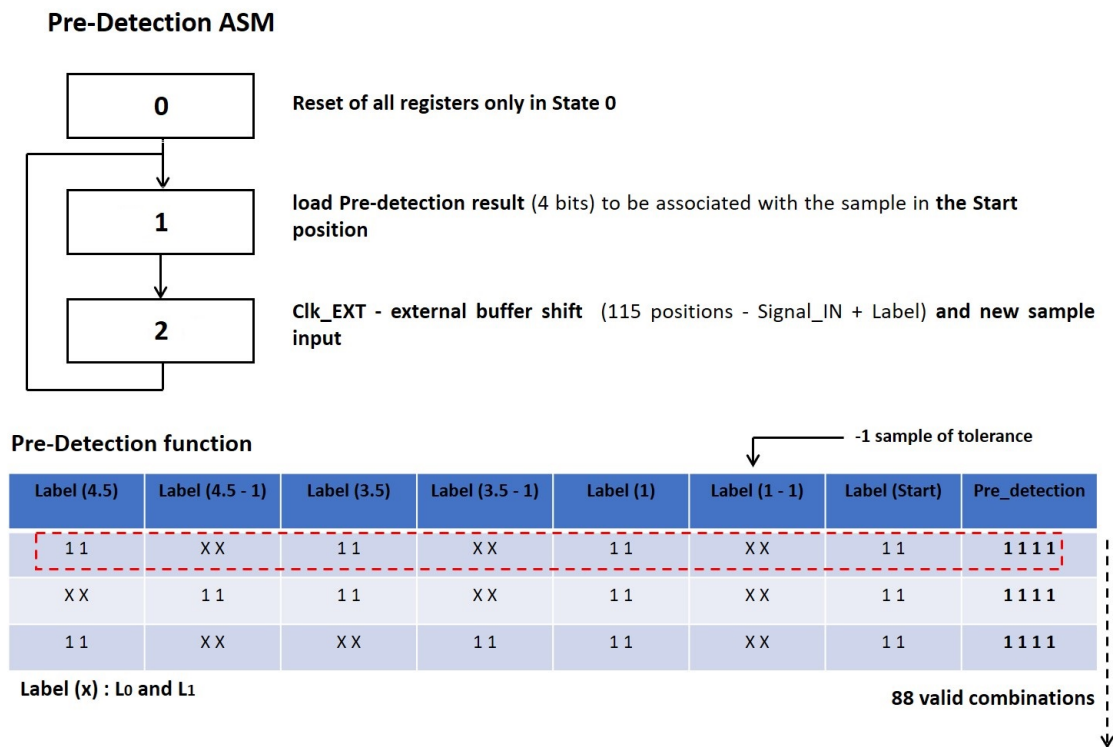 Pre-Detection ASM
0
Reset of all registers only in State 0
1
load Pre-detection result (4 bits) to be associated with the sample in the Start
position
2
Clk_EXT - external buffer shift (115 positions - Signal_IN + Label) and new sample
input
Pre-Detection function
-1 sample of tolerance
Label (4.5) Label (4.5 - 1) Label (3.5) Label (3.5 - 1) Label (1) Label (1 - 1) Label (Start) Pre_detection
1 1 X X 1 1 X X 1 1 X X 1 1 1 1 1 1
X X 1 1 1 1 X X 1 1 X X 1 1 1 1 1 1
1 1 X X X X 1 1 1 1 X X 1 1 1 1 1 1
Label (x) : L0 and L1
88 valid combinations